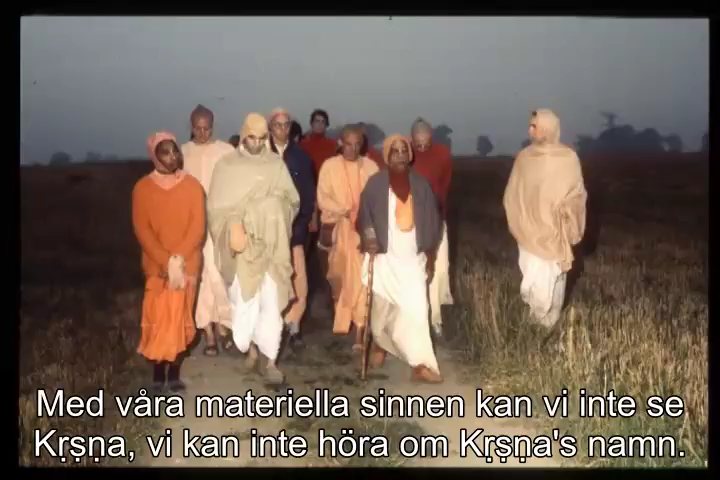 Med våra materiella sinnen kan vi inte se
Kṛṣṇa, vi kan inte höra om Kṛṣṇa's namn.